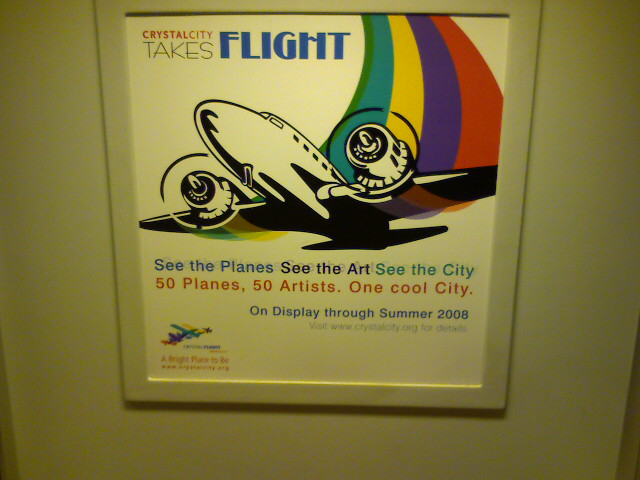 CRYSTALCITY
TAKES FLIGHT
See the Planes See the Art See the City
50 Planes, 50 Artists. One cool City.
On Display through Summer 2008
Visit www.crystalcity.org for details.
CRYSTALFLIGHT
A Bright Place to Be
www.crystalcity.org